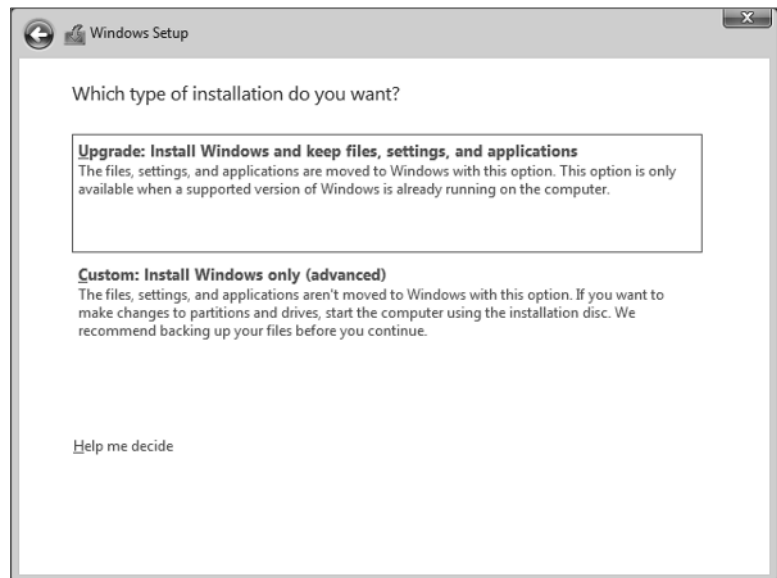 Windows Setup
Which type of installation do you want?
Upgrade: Install Windows and keep files, settings, and applications
The files, settings, and applications are moved to Windows with this option. This option is only
available when a supported version of Windows is already running on the computer.
Custom: Install Windows only (advanced)
The files, settings, and applications aren't moved to Windows with this option. If you want to
make changes to partitions and drives, start the computer using the installation disc. We
recommend backing up your files before you continue.
Help me decide